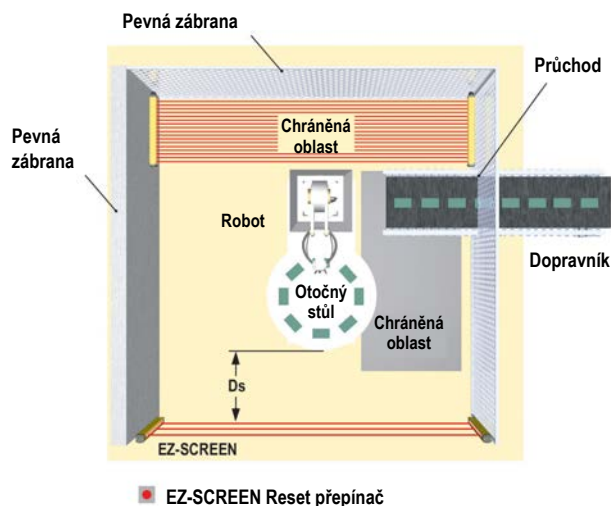 Pevná zábrana
Průchod
Pevná
zábrana
Chráněná
oblast
Robot
Dopravník
Otočný
stůl
Chráněná
oblast
Ds
EZ-SCREEN
EZ-SCREEN Reset přepínač